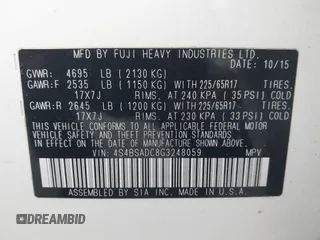 MFD BY FUJI HEAVY INDUSTRIES LTD. 10/15
GVWR: 4695 LB (2130 KG)
GAWR:F 2535 LB (1150 KG) WITH 225/65R17 TIRES.
17X7J RIMS. AT 240 KPA (35 PSI) COLD
GAWR:R 2645 LB (1200 KG) WITH 225/65R17 TIRES.
17X7J RIMS. AT 230 KPA (33 PSI) COLD
THIS VEHICLE CONFORMS TO ALL APPLICABLE FEDERAL MOTOR
VEHICLE SAFETY, BUMPER, AND THEFT PREVENTION STANDARDS
IN EFFECT ON THE DATE OF MANUFACTURE SHOWN ABOVE.
VIN: 4S4BSADC8G3248059 MPV
ASSEMBLED BY SIA INC. MADE IN U.S.A.